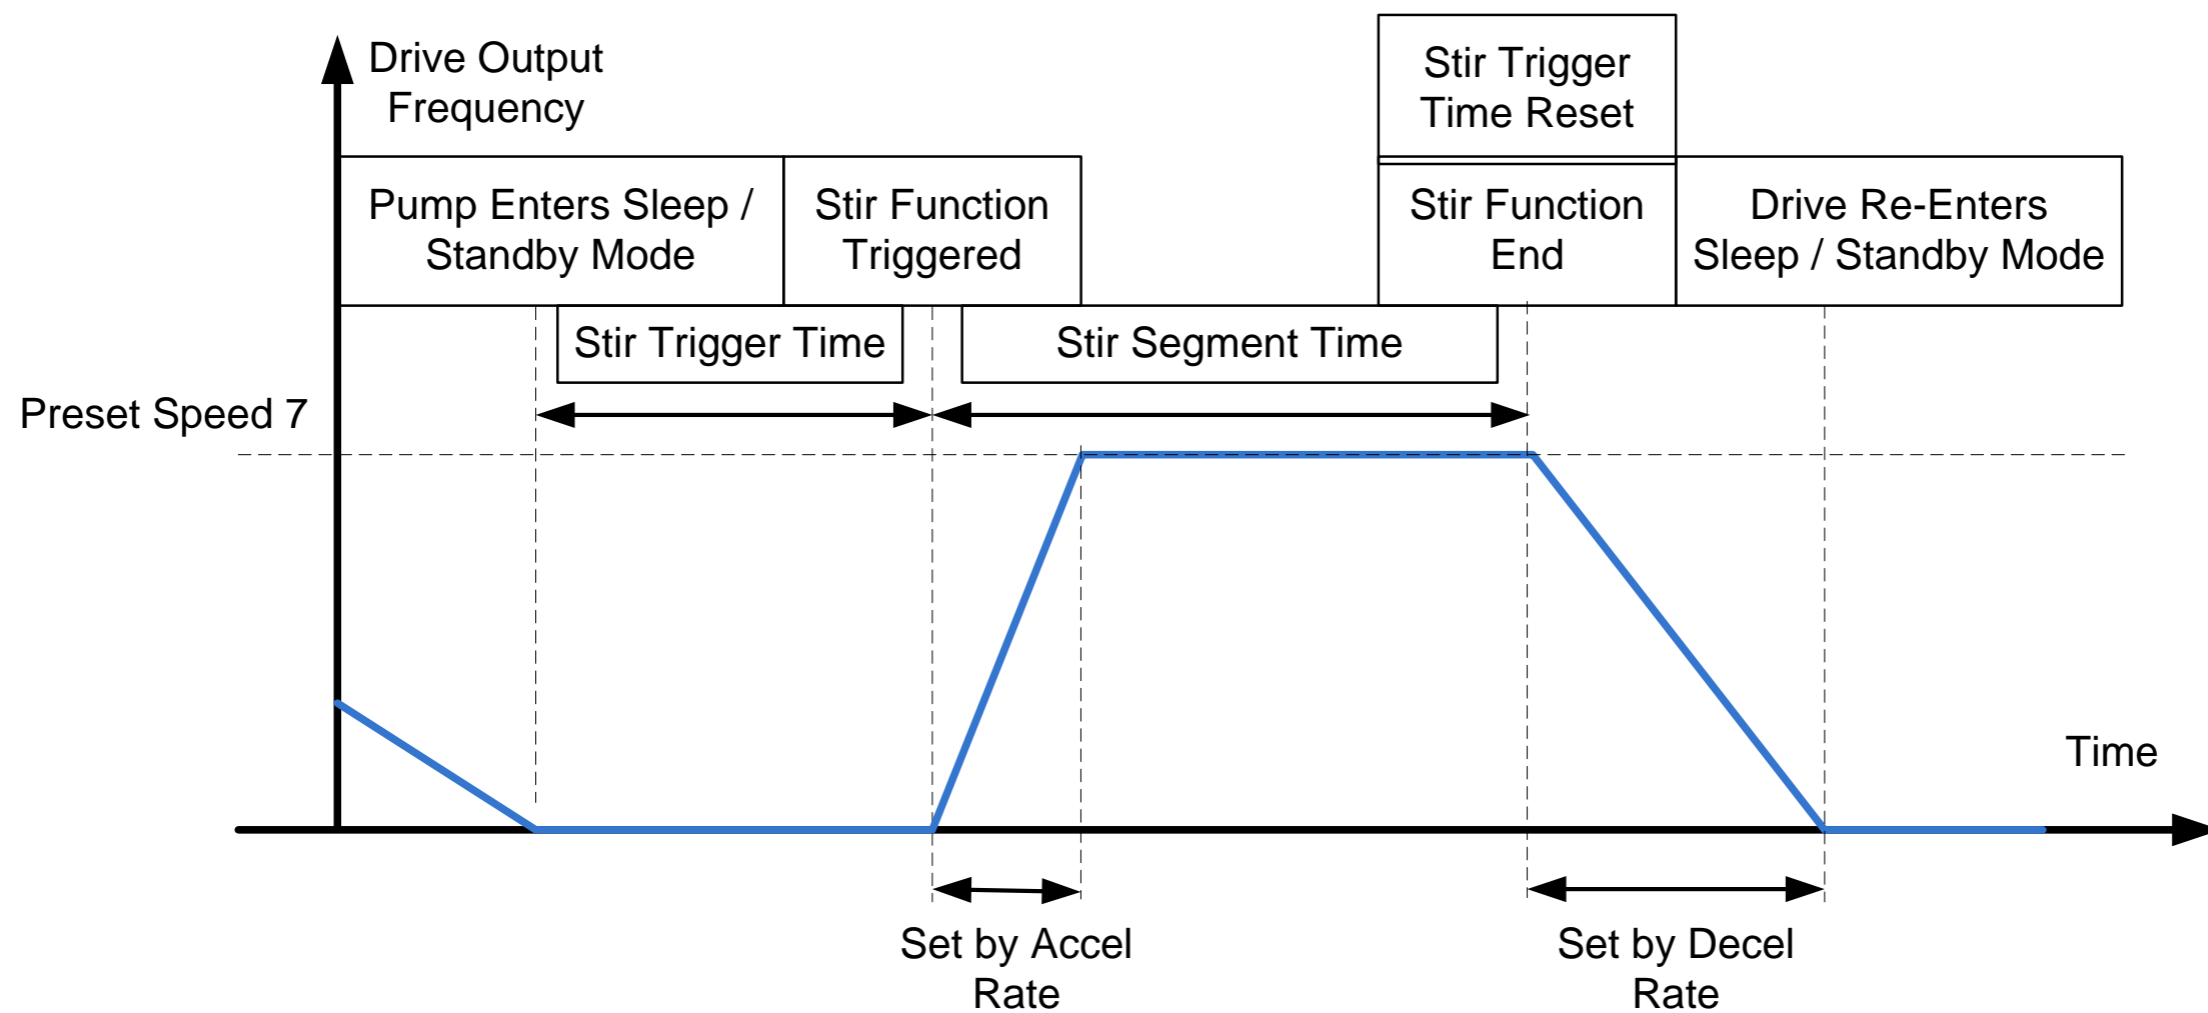 Drive Output
Frequency
Stir Trigger
Time Reset
Pump Enters Sleep /
Standby Mode
Stir Function
Triggered
Stir Function
End
Drive Re-Enters
Sleep / Standby Mode
Stir Trigger Time
Stir Segment Time
Preset Speed 7
Time
Set by Accel
Rate
Set by Decel
Rate